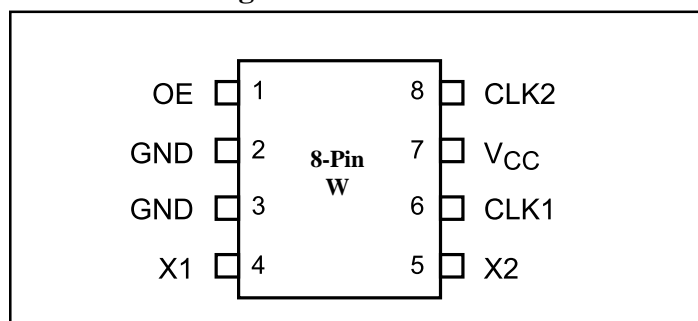 OE 1 8 CLK2
GND 2 7 VCC
8-Pin
W
GND 3 6 CLK1
X1 4 5 X2